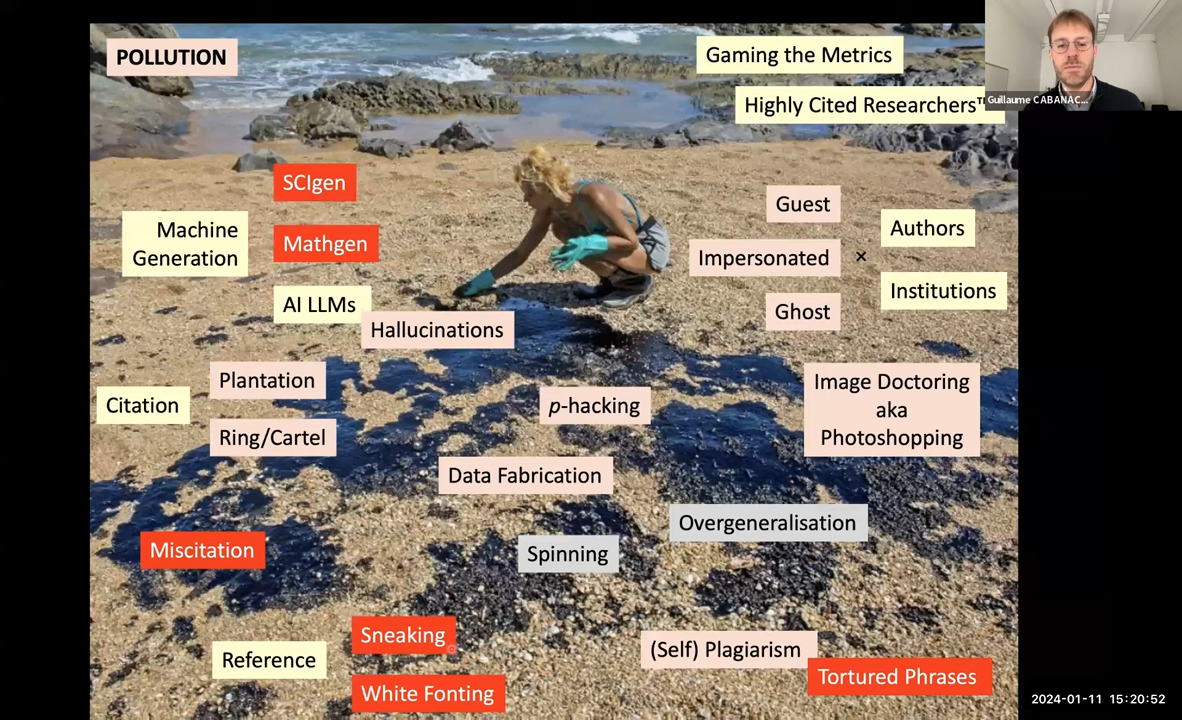 POLLUTION
Gaming the Metrics
Highly Cited Researchers
Guillaume CABANAC...
SCIgen
Machine
Generation
Mathgen
AI LLMs
Hallucinations
Guest
Impersonated
Ghost
×
Authors
Institutions
Plantation
Citation
Ring/Cartel
p-hacking
Image Doctoring
aka
Photoshopping
Data Fabrication
Overgeneralisation
Spinning
Miscitation
Sneaking
Reference
White Fonting
(Self) Plagiarism
Tortured Phrases
2024-01-11 15:20:52